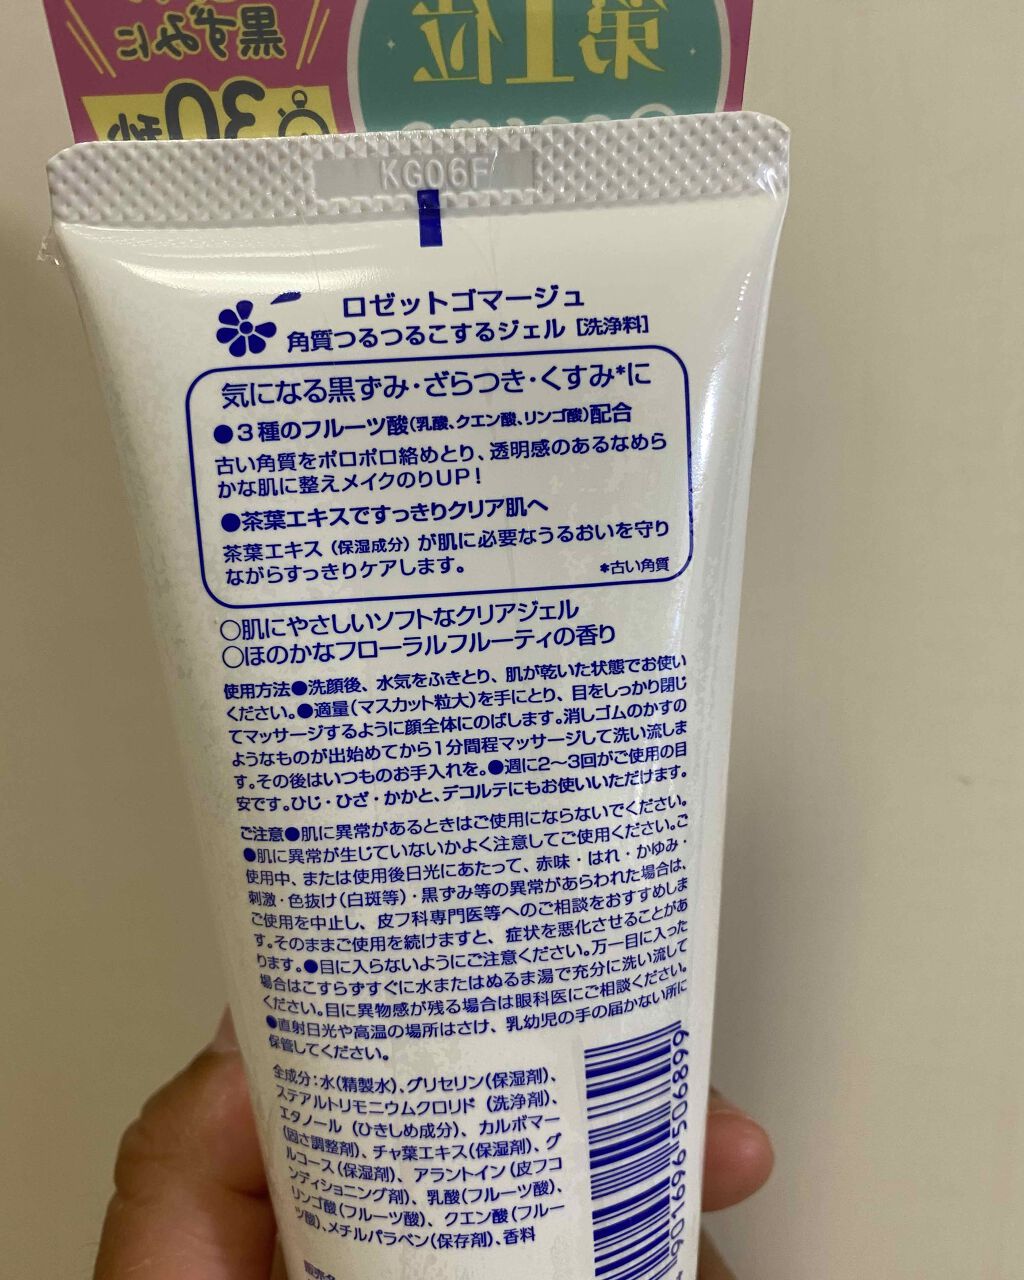 黒ずみに
30秒
第1位
KG06F
ロゼットゴマージュ
角質つるつるこするジェル [洗浄料]
気になる黒ずみ・ざらつき・くすみ*に
●3種のフルーツ酸(乳酸、クエン酸、リンゴ酸)配合
古い角質をポロポロ絡めとり、透明感のあるなめら
かな肌に整えメイクのりUP!
●茶葉エキスですっきりクリア肌へ
茶葉エキス (保湿成分) が肌に必要なうるおいを守り
ながらすっきりケアします。
*古い角質
○肌にやさしいソフトなクリアジェル
○ほのかなフローラルフルーティの香り
使用方法●洗顔後、水気をふきとり、肌が乾いた状態でお使い
ください。●適量(マスカット粒大)を手にとり、目をしっかり閉じ
てマッサージするように顔全体にのばします。消しゴムのかすの
ようなものが出始めてから1分間程マッサージして洗い流しま
す。その後はいつものお手入れを。●週に2〜3回がご使用の目
安です。ひじ・ひざ・かかと、デコルテにもお使いいただけます。
ご注意●肌に異常があるときはご使用にならないでください。
●肌に異常が生じていないかよく注意してご使用ください。ご
使用中、または使用後日光にあたって、赤味・はれ・かゆみ・
刺激・色抜け(白斑等)・黒ずみ等の異常があらわれた場合は、
ご使用を中止し、皮フ科専門医等へのご相談をおすすめしま
す。そのままご使用を続けますと、症状を悪化させることがあ
ります。●目に入らないようにご注意ください。万一目に入った
場合はこすらずすぐに水またはぬるま湯で充分に洗い流して
ください。目に異物感が残る場合は眼科医にご相談ください。
●直射日光や高温の場所はさけ、乳幼児の手の届かない所に
保管してください。
全成分:水(精製水)、グリセリン(保湿剤)、
ステアルトリモニウムクロリド (洗浄剤)、
エタノール (ひきしめ成分)、カルボマー
(固さ調整剤)、チャ葉エキス(保湿剤)、グ
ルコース(保湿剤)、アラントイン(皮フコ
ンディショニング剤)、乳酸(フルーツ酸)、
リンゴ酸(フルーツ酸)、クエン酸(フルー
ツ酸)、メチルパラベン(保存剤)、香料
4901696506899